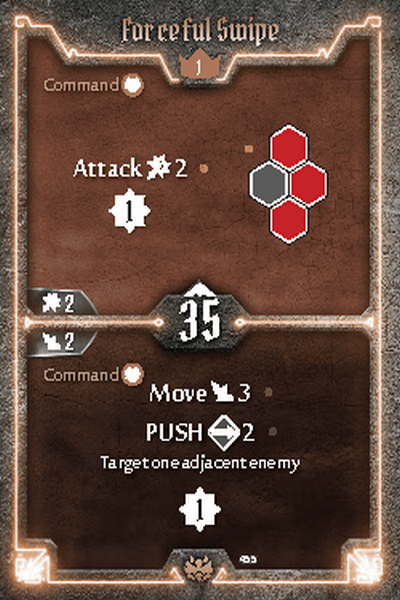 Forceful Swipe
1
Command
Attack 2
1
2
35
2
Command
Move 3
PUSH 2
Target one adjacent enemy
1